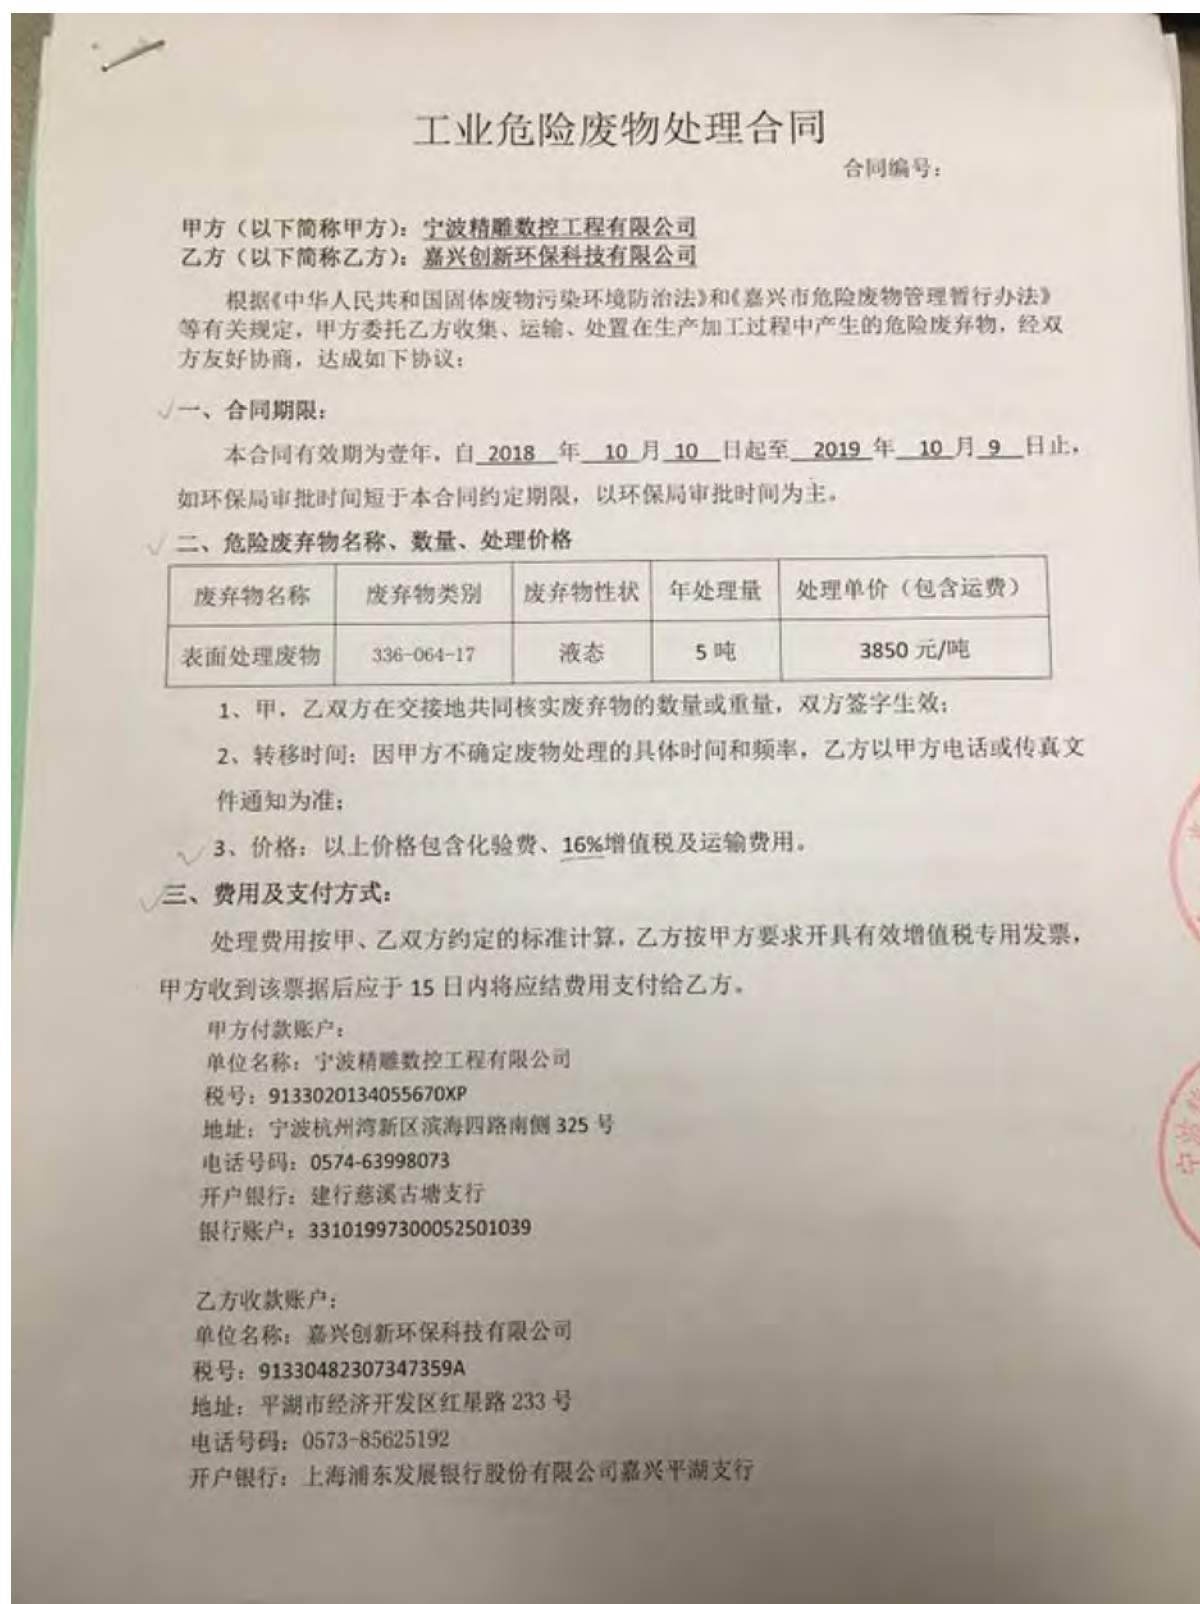 工业危险废物处理合同
合同编号：
甲方（以下简称甲方）：宁波精雕数控工程有限公司
乙方（以下简称乙方）：嘉兴创新环保科技有限公司
根据《中华人民共和国固体废物污染环境防治法》和《嘉兴市危险废物管理暂行办法》
等有关规定，甲方委托乙方收集、运输、处置在生产加工过程中产生的危险废弃物，经双
方友好协商，达成如下协议：
一、合同期限：
本合同有效期为壹年，自 2018 年 10 月 10 日起至 2019 年 10 月 9 日止，
如环保局审批时间短于本合同约定期限，以环保局审批时间为主。
二、危险废弃物名称、数量、处理价格
废弃物名称 废弃物类别 废弃物性状 年处理量 处理单价（包含运费）
表面处理废物 336-064-17 液态 5 吨 3850 元/吨
1、甲，乙双方在交接地共同核实废弃物的数量或重量，双方签字生效；
2、转移时间：因甲方不确定废物处理的具体时间和频率，乙方以甲方电话或传真文
件通知为准；
3、价格：以上价格包含化验费、16%增值税及运输费用。
三、费用及支付方式：
处理费用按甲、乙双方约定的标准计算，乙方按甲方要求开具有效增值税专用发票，
甲方收到该票据后应于 15 日内将应结费用支付给乙方。
甲方付款账户：
单位名称：宁波精雕数控工程有限公司
税号：9133020134055670XP
地址：宁波杭州湾新区滨海四路南侧 325 号
电话号码：0574-63998073
开户银行：建行慈溪古塘支行
银行账户：33101997300052501039
乙方收款账户：
单位名称：嘉兴创新环保科技有限公司
税号：91330482307347359A
地址：平湖市经济开发区红星路 233 号
电话号码：0573-85625192
开户银行：上海浦东发展银行股份有限公司嘉兴平湖支行
宁波